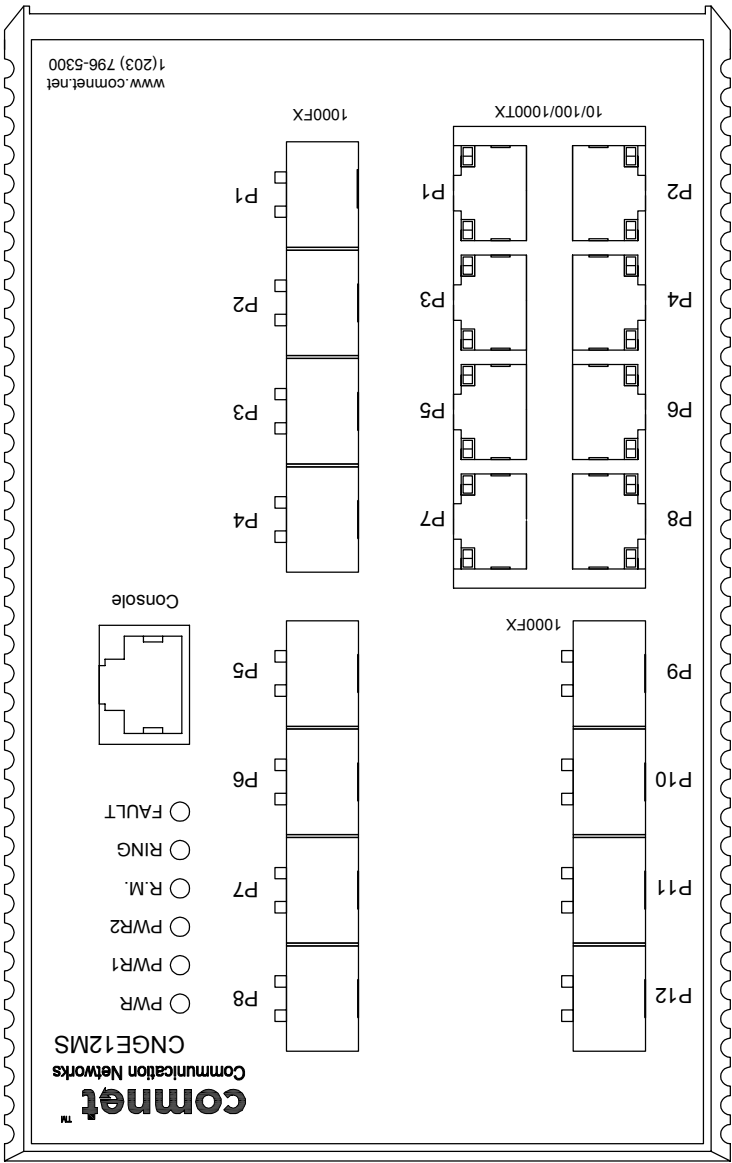 comnet™
Communication Networks
CNGE12MS
PWR
PWR1
PWR2
R.M.
RING
FAULT
Console
P12
P11
P10
P9
1000FX
P8
P7
P6
P5
P4
P3
P2
P1
1000FX
P8
P6
P4
P2
P7
P5
P3
P1
10/100/1000TX
www.comnet.net
1(203) 796-5300